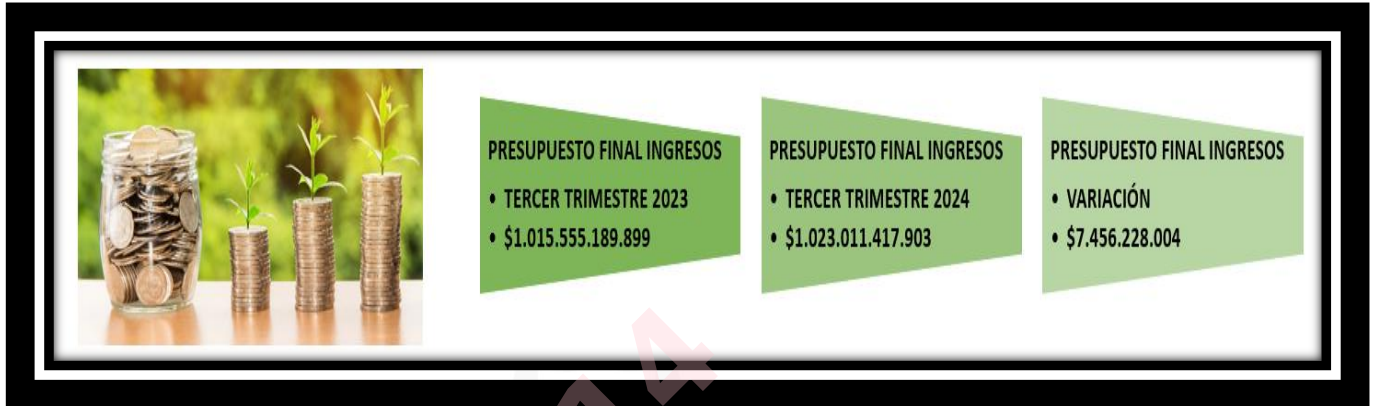 PRESUPUESTO FINAL INGRESOS
• TERCER TRIMESTRE 2023
• $1.015.555.189.899
PRESUPUESTO FINAL INGRESOS
• TERCER TRIMESTRE 2024
• $1.023.011.417.903
PRESUPUESTO FINAL INGRESOS
• VARIACIÓN
• $7.456.228.004